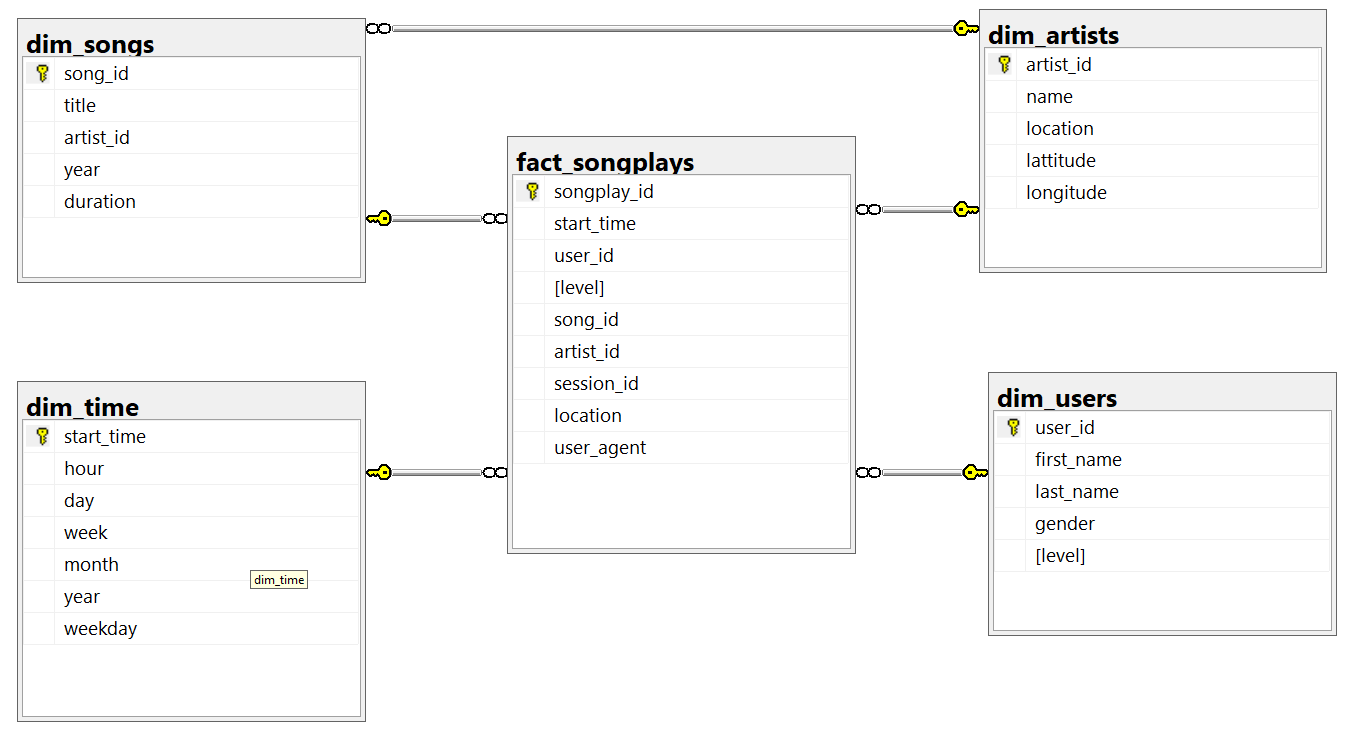 dim_songs
song_id
title
artist_id
year
duration
dim_artists
artist_id
name
location
lattitude
longitude
fact_songplays
songplay_id
start_time
user_id
[level]
song_id
artist_id
session_id
location
user_agent
dim_time
start_time
hour
day
week
month
year
weekday
dim_time
dim_users
user_id
first_name
last_name
gender
[level]